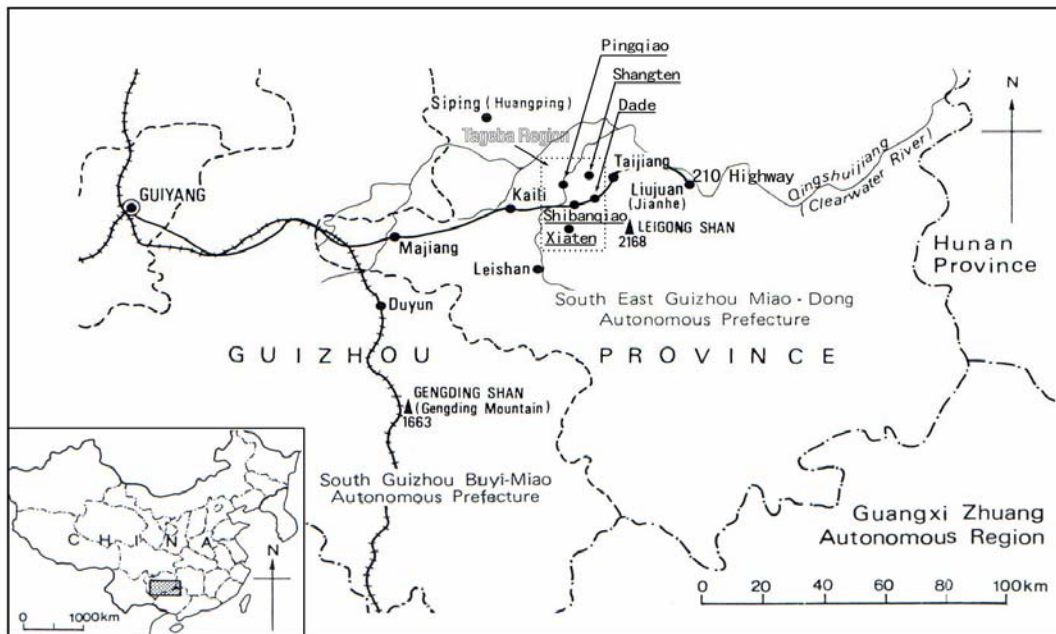 Pingqiao
Shangten
Dade
N
Siping (Huangping)
Tageba Region
Taijiang
210 Highway
Qingshuijiang
(Clearwater River)
GUIYANG
Kaili
Liujuan
(Jianhe)
Shibanqiao
Xiaten
LEIGONG SHAN
2168
Majiang
Leishan
Hunan
Province
Duyun
South East Guizhou Miao-Dong
Autonomous Prefecture
GUIZHOU PROVINCE
GENGDING SHAN
(Gengding Mountain)
1663
South Guizhou Buyi-Miao
Autonomous Prefecture
Guangxi Zhuang
Autonomous Region
0 20 40 60 80 100km
CHINA
N
0 1000km